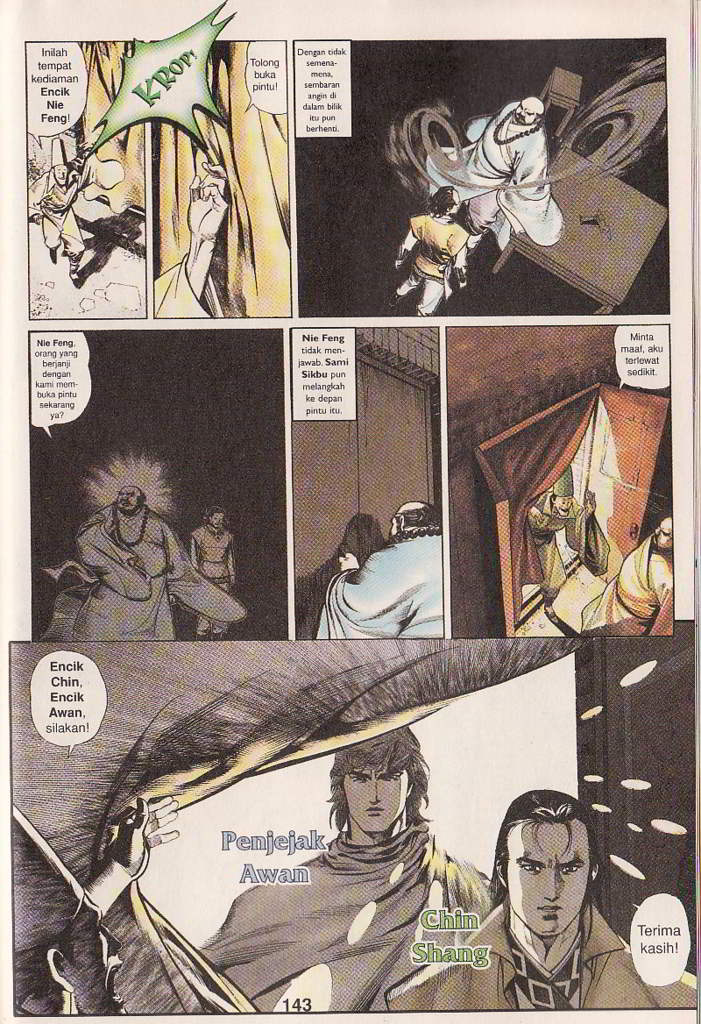 Inilah
tempat
kediaman
Encik
Nie
Feng!
KROP!
Tolong
buka
pintu!
Dengan tidak
semena-
mena,
sembaran
angin di
dalam bilik
itu pun
berhenti.
Nie Feng,
orang yang
berjanji
dengan
kami mem-
buka pintu
sekarang
ya?
Nie Feng
tidak men-
jawab. Sami
Sikbu pun
melangkah
ke depan
pintu itu.
Minta
maaf, aku
terlewat
sedikit.
Encik
Chin,
Encik
Awan,
silakan!
Penjejak
Awan
Chin
Shang
Terima
kasih!
143